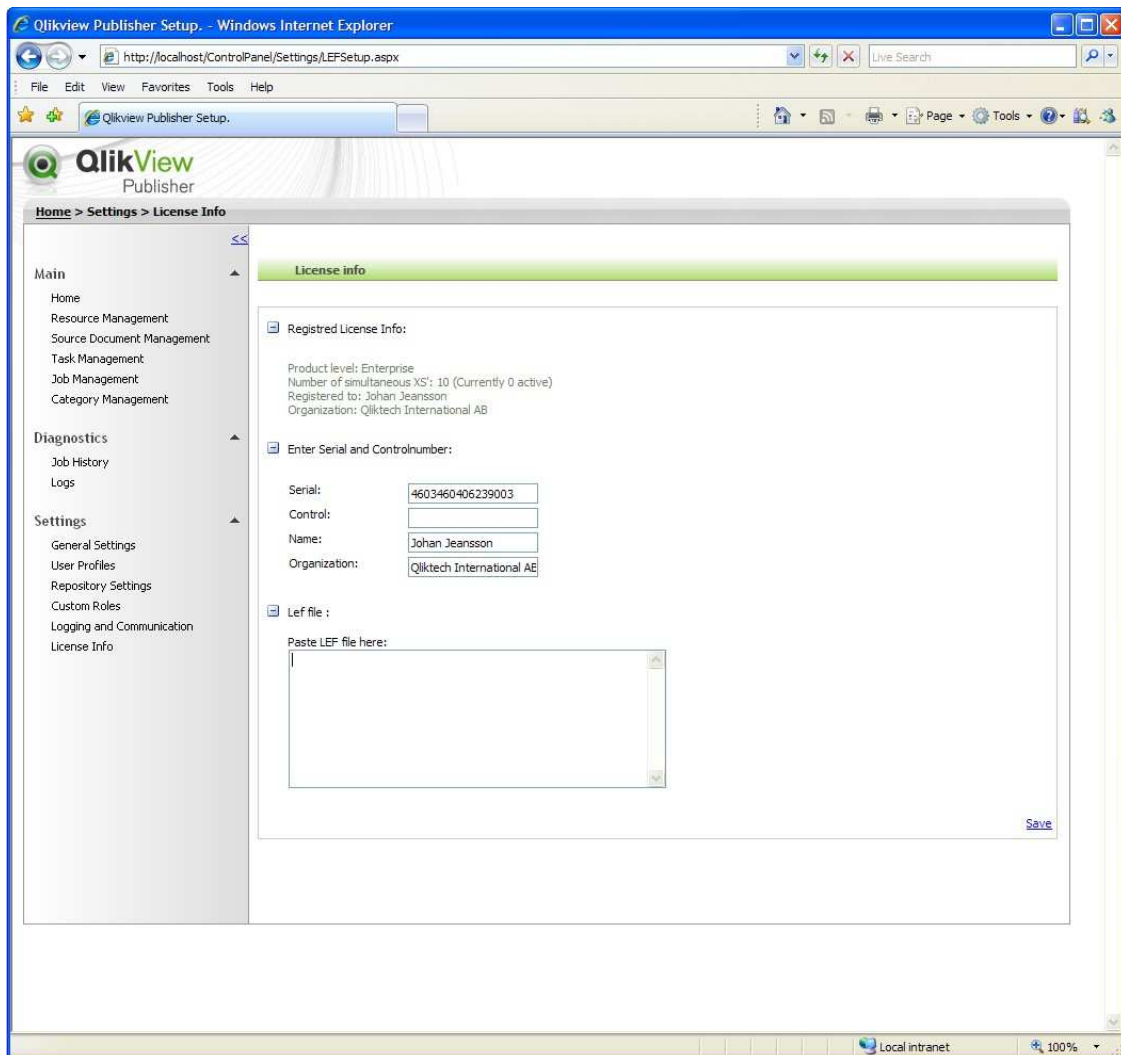 Qlikview Publisher Setup. - Windows Internet Explorer
http://localhost/ControlPanel/Settings/LEFSetup.aspx
Live Search
File Edit View Favorites Tools Help
Qlikview Publisher Setup.
Page Tools
QlikView
Publisher
Home > Settings > License Info
<<
Main
Home
Resource Management
Source Document Management
Task Management
Job Management
Category Management
Diagnostics
Job History
Logs
Settings
General Settings
User Profiles
Repository Settings
Custom Roles
Logging and Communication
License Info
License info
Registred License Info:
Product level: Enterprise
Number of simultaneous XS': 10 (Currently 0 active)
Registered to: Johan Jeansson
Organization: Qliktech International AB
Enter Serial and Controlnumber:
Serial: 4603460406239003
Control:
Name: Johan Jeansson
Organization: Qliktech International AB
Lef file :
Paste LEF file here:
Save
Local intranet 100%